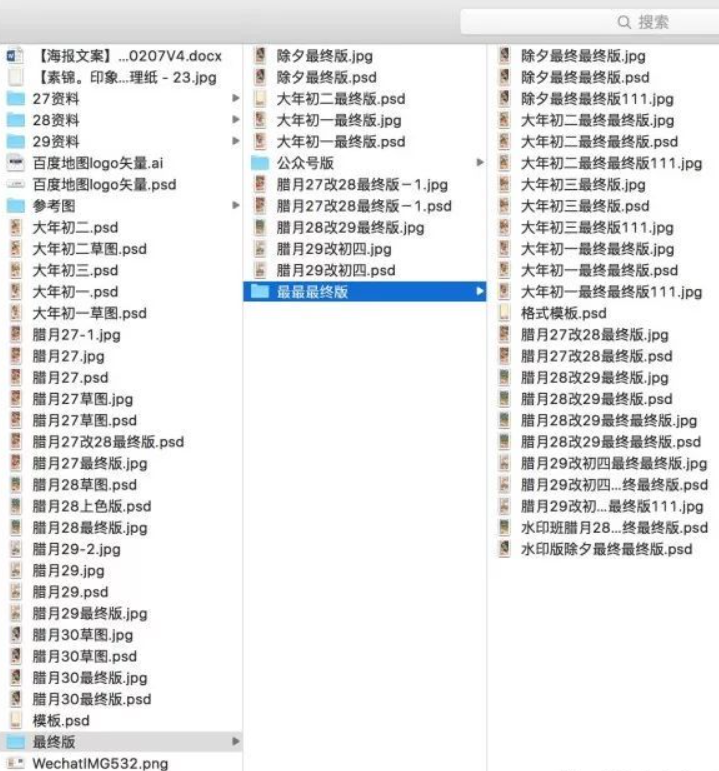 搜索
【海报文案】...0207V4.docx
【素锦。印象...理纸 - 23.jpg
27资料
28资料
29资料
百度地图logo矢量.ai
百度地图logo矢量.psd
参考图
大年初二.psd
大年初二草图.psd
大年初三.psd
大年初一.psd
大年初一草图.psd
腊月27-1.jpg
腊月27.jpg
腊月27.psd
腊月27草图.jpg
腊月27草图.psd
腊月27改28最终版.psd
腊月27最终版.jpg
腊月28草图.psd
腊月28上色版.psd
腊月28最终版.jpg
腊月29-2.jpg
腊月29.jpg
腊月29.psd
腊月29最终版.jpg
腊月30草图.jpg
腊月30草图.psd
腊月30最终版.jpg
腊月30最终版.psd
模板.psd
最终版
WechatIMG532.png
除夕最终版.jpg
除夕最终版.psd
大年初二最终版.psd
大年初一最终版.jpg
大年初一最终版.psd
公众号版
腊月27改28最终版－1.jpg
腊月27改28最终版－1.psd
腊月28改29最终版.jpg
腊月29改初四.jpg
腊月29改初四.psd
最最最终版
除夕最终最终版.jpg
除夕最终最终版.psd
除夕最终最终版111.jpg
大年初二最终最终版.jpg
大年初二最终最终版.psd
大年初二最终最终版111.jpg
大年初三最终版.jpg
大年初三最终版.psd
大年初三最终版111.jpg
大年初一最终最终版.jpg
大年初一最终最终版.psd
大年初一最终最终版111.jpg
格式模板.psd
腊月27改28最终版.jpg
腊月27改28最终版.psd
腊月28改29最终版.jpg
腊月28改29最终版.psd
腊月28改29最终最终版.jpg
腊月28改29最终最终版.psd
腊月29改初四最终最终版.jpg
腊月29改初四...终最终版.psd
腊月29改初...最终版111.jpg
水印班腊月28...终最终版.psd
水印版除夕最终最终版.psd